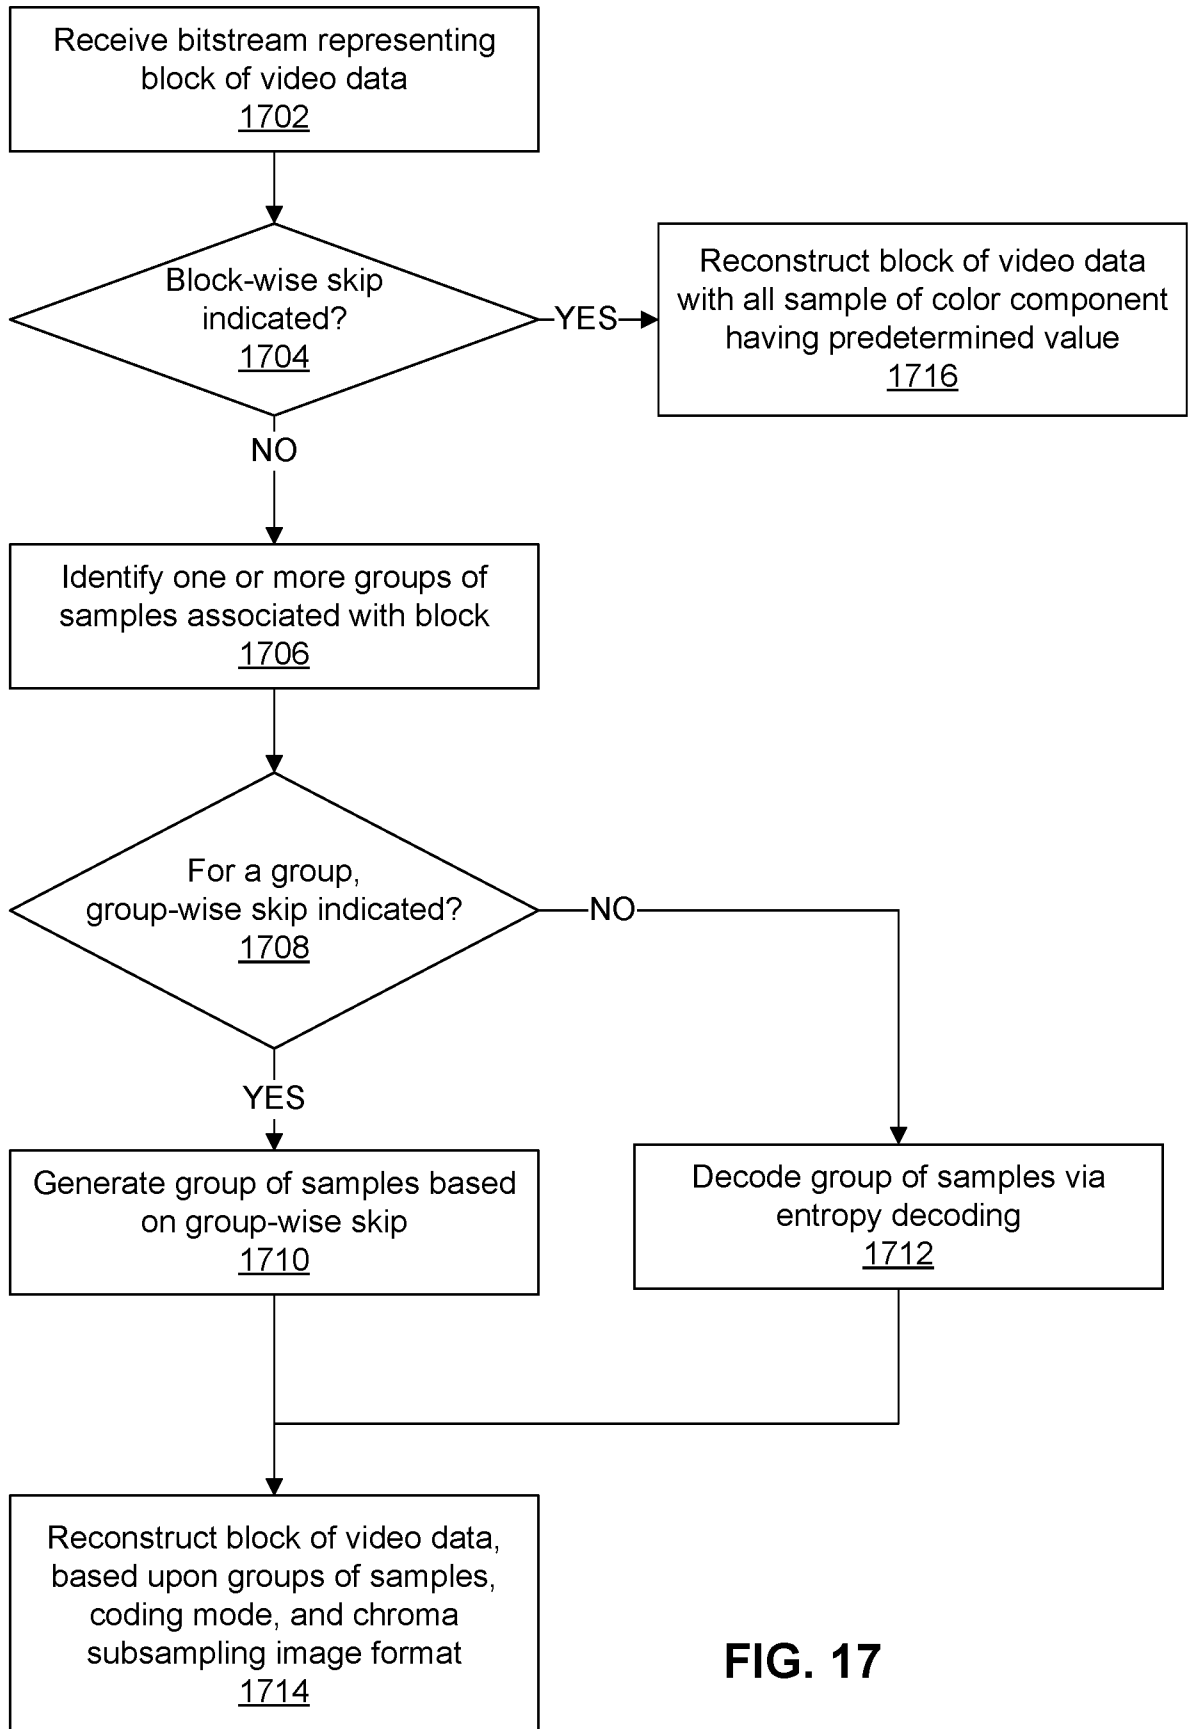 Receive bitstream representing
block of video data
1702
Block-wise skip
indicated?
1704
YES
Reconstruct block of video data
with all sample of color component
having predetermined value
1716
NO
Identify one or more groups of
samples associated with block
1706
For a group,
group-wise skip indicated?
1708
NO
YES
Generate group of samples based
on group-wise skip
1710
Decode group of samples via
entropy decoding
1712
Reconstruct block of video data,
based upon groups of samples,
coding mode, and chroma
subsampling image format
1714
FIG. 17